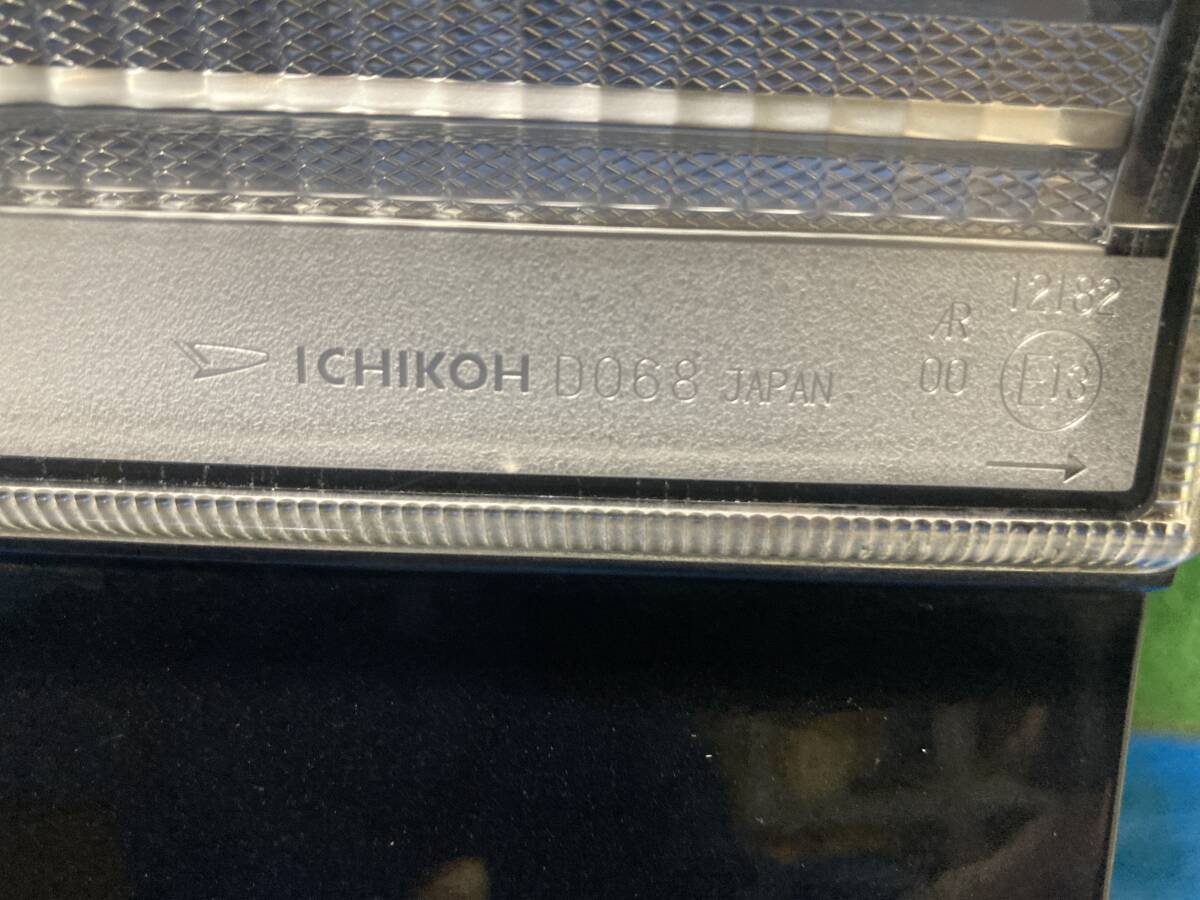 ICHIKOH D068 JAPAN
12182
AR
00 E13